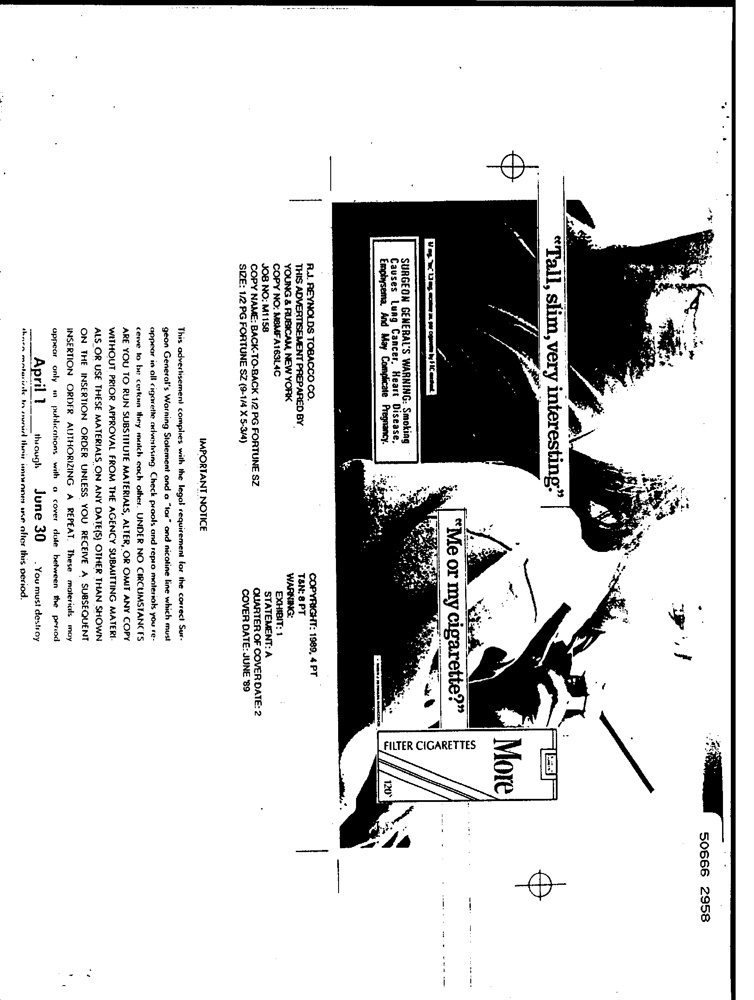 "Tall, slim, very interesting."
"Me or my cigarette?"
SURGEON GENERAL'S WARNING: Smoking
Causes Lung Cancer, Heart Disease,
Emphysema, And May Complicate Pregnancy.
More
FILTER CIGARETTES
120's
R.J. REYNOLDS TOBACCO CO.
THIS ADVERTISEMENT PREPARED BY
YOUNG & RUBICAM, NEW YORK
COPY NO: M8MFA163L4C
JOB NO: M1158
COPY NAME: BACK-TO-BACK 1/2 PG FORTUNE SZ
SIZE: 1/2 PG FORTUNE SZ (9-1/4 X 5-3/4)
COPYRIGHT: 1989, 4 PT
T&N: 8 PT
WARNING:
EXHIBIT: 1
STATEMENT: A
QUARTER OF COVER DATE: 2
COVER DATE: JUNE '89
IMPORTANT NOTICE
This advertisement complies with the legal requirement for the correct Sur-
geon General's Warning Statement and a "tar" and nicotine line which must
appear in all cigarette advertising. Check proofs and repro materials you re-
ceive to be certain they match each other. UNDER NO CIRCUMSTANCES
ARE YOU TO RUN SUBSTITUTE MATERIALS, ALTER, OR OMIT ANY COPY
WITHOUT PRIOR APPROVAL FROM THE AGENCY SUBMITTING MATERI-
ALS OR USE THESE MATERIALS ON ANY DATE(S) OTHER THAN SHOWN
ON THE INSERTION ORDER UNLESS YOU RECEIVE A SUBSEQUENT
INSERTION ORDER AUTHORIZING A REPEAT. These materials may
appear only in publications with a cover date between the period
April 1 through June 30. You must destroy
these materials to avoid their improper use after this period.
50666 2958